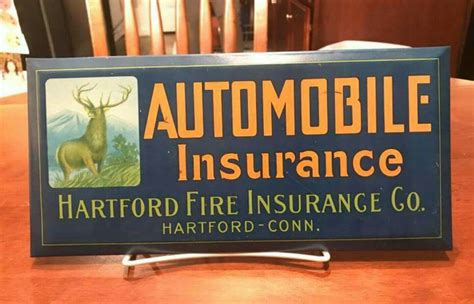 AUTOMOBILE
Insurance
HARTFORD FIRE INSURANCE CO.
HARTFORD-CONN.